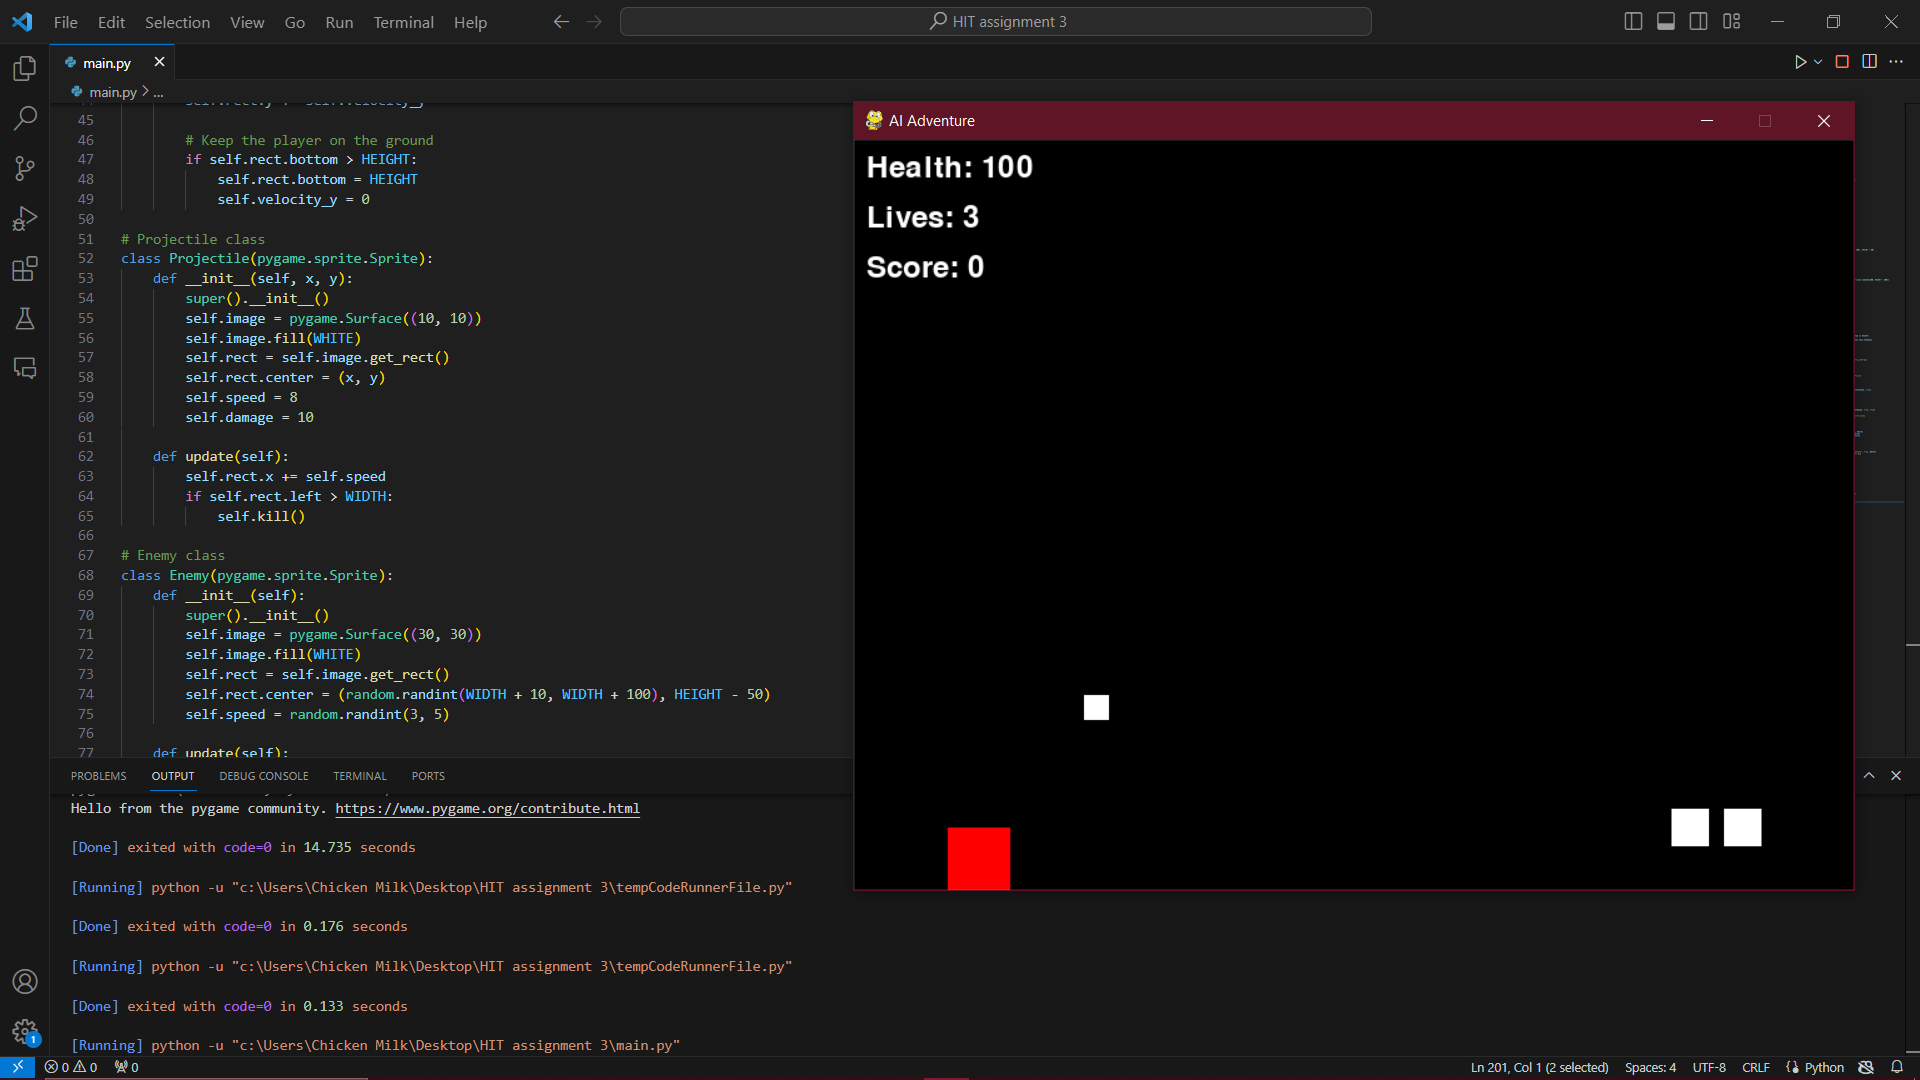 File Edit Selection View Go Run Terminal Help
HIT assignment 3
main.py
main.py > ...
45
46 # Keep the player on the ground
47 if self.rect.bottom > HEIGHT:
48 self.rect.bottom = HEIGHT
49 self.velocity_y = 0
50
51 # Projectile class
52 class Projectile(pygame.sprite.Sprite):
53 def __init__(self, x, y):
54 super().__init__()
55 self.image = pygame.Surface((10, 10))
56 self.image.fill(WHITE)
57 self.rect = self.image.get_rect()
58 self.rect.center = (x, y)
59 self.speed = 8
60 self.damage = 10
61
62 def update(self):
63 self.rect.x += self.speed
64 if self.rect.left > WIDTH:
65 self.kill()
66
67 # Enemy class
68 class Enemy(pygame.sprite.Sprite):
69 def __init__(self):
70 super().__init__()
71 self.image = pygame.Surface((30, 30))
72 self.image.fill(WHITE)
73 self.rect = self.image.get_rect()
74 self.rect.center = (random.randint(WIDTH + 10, WIDTH + 100), HEIGHT - 50)
75 self.speed = random.randint(3, 5)
76
77 def update(self):
AI Adventure
Health: 100
Lives: 3
Score: 0
PROBLEMS OUTPUT DEBUG CONSOLE TERMINAL PORTS
Hello from the pygame community. https://www.pygame.org/contribute.html
[Done] exited with code=0 in 14.735 seconds
[Running] python -u "c:\Users\Chicken Milk\Desktop\HIT assignment 3\tempCodeRunnerFile.py"
[Done] exited with code=0 in 0.176 seconds
[Running] python -u "c:\Users\Chicken Milk\Desktop\HIT assignment 3\tempCodeRunnerFile.py"
[Done] exited with code=0 in 0.133 seconds
[Running] python -u "c:\Users\Chicken Milk\Desktop\HIT assignment 3\main.py"
1
0 0 0
Ln 201, Col 1 (2 selected) Spaces: 4 UTF-8 CRLF Python